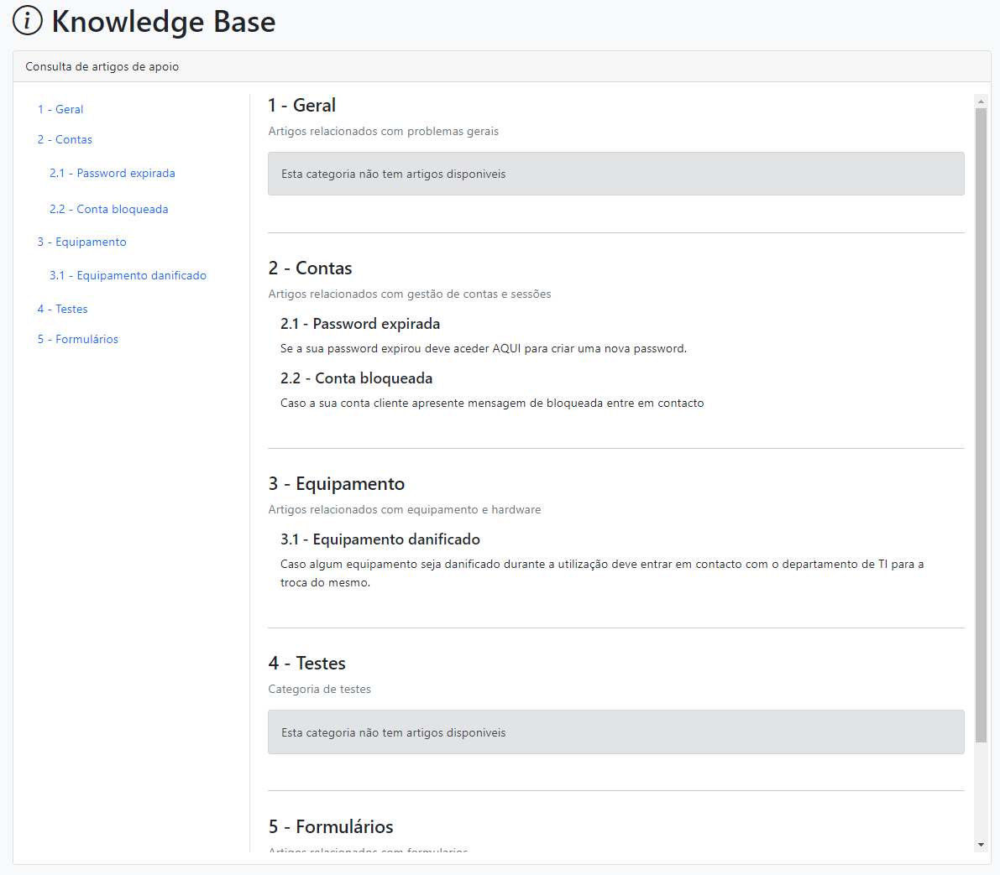 Knowledge Base
Consulta de artigos de apoio
1 - Geral
2 - Contas
2.1 - Password expirada
2.2 - Conta bloqueada
3 - Equipamento
3.1 - Equipamento danificado
4 - Testes
5 - Formulários
1 - Geral
Artigos relacionados com problemas gerais
Esta categoria não tem artigos disponiveis
2 - Contas
Artigos relacionados com gestão de contas e sessões
2.1 - Password expirada
Se a sua password expirou deve aceder AQUI para criar uma nova password.
2.2 - Conta bloqueada
Caso a sua conta cliente apresente mensagem de bloqueada entre em contacto
3 - Equipamento
Artigos relacionados com equipamento e hardware
3.1 - Equipamento danificado
Caso algum equipamento seja danificado durante a utilização deve entrar em contacto com o departamento de TI para a
troca do mesmo.
4 - Testes
Categoria de testes
Esta categoria não tem artigos disponiveis
5 - Formulários
Artigos relacionados com formularios